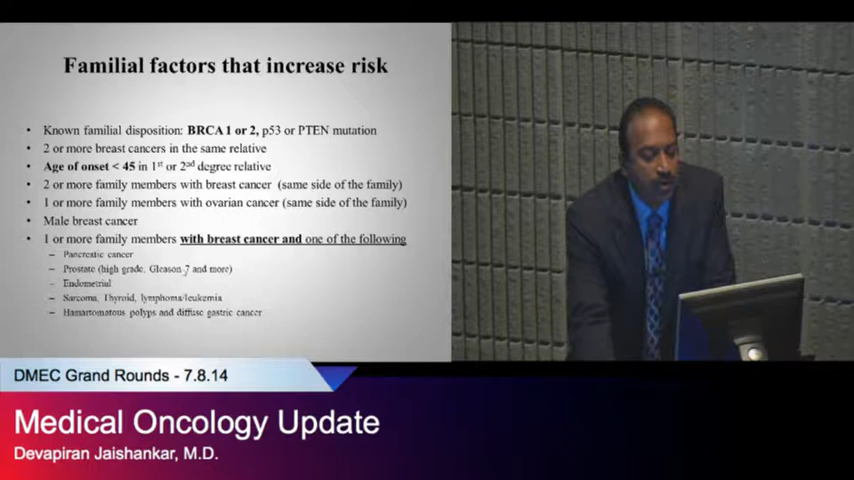 Familial factors that increase risk
• Known familial disposition: BRCA 1 or 2, p53 or PTEN mutation
• 2 or more breast cancers in the same relative
• Age of onset < 45 in 1st or 2nd degree relative
• 2 or more family members with breast cancer (same side of the family)
• 1 or more family members with ovarian cancer (same side of the family)
• Male breast cancer
• 1 or more family members with breast cancer and one of the following
– Pancreatic cancer
– Prostate (high grade, Gleason 7 and more)
– Endometrial
– Sarcoma, Thyroid, lymphoma/leukemia
– Hamartomatous polyps and diffuse gastric cancer
DMEC Grand Rounds - 7.8.14
Medical Oncology Update
Devapiran Jaishankar, M.D.